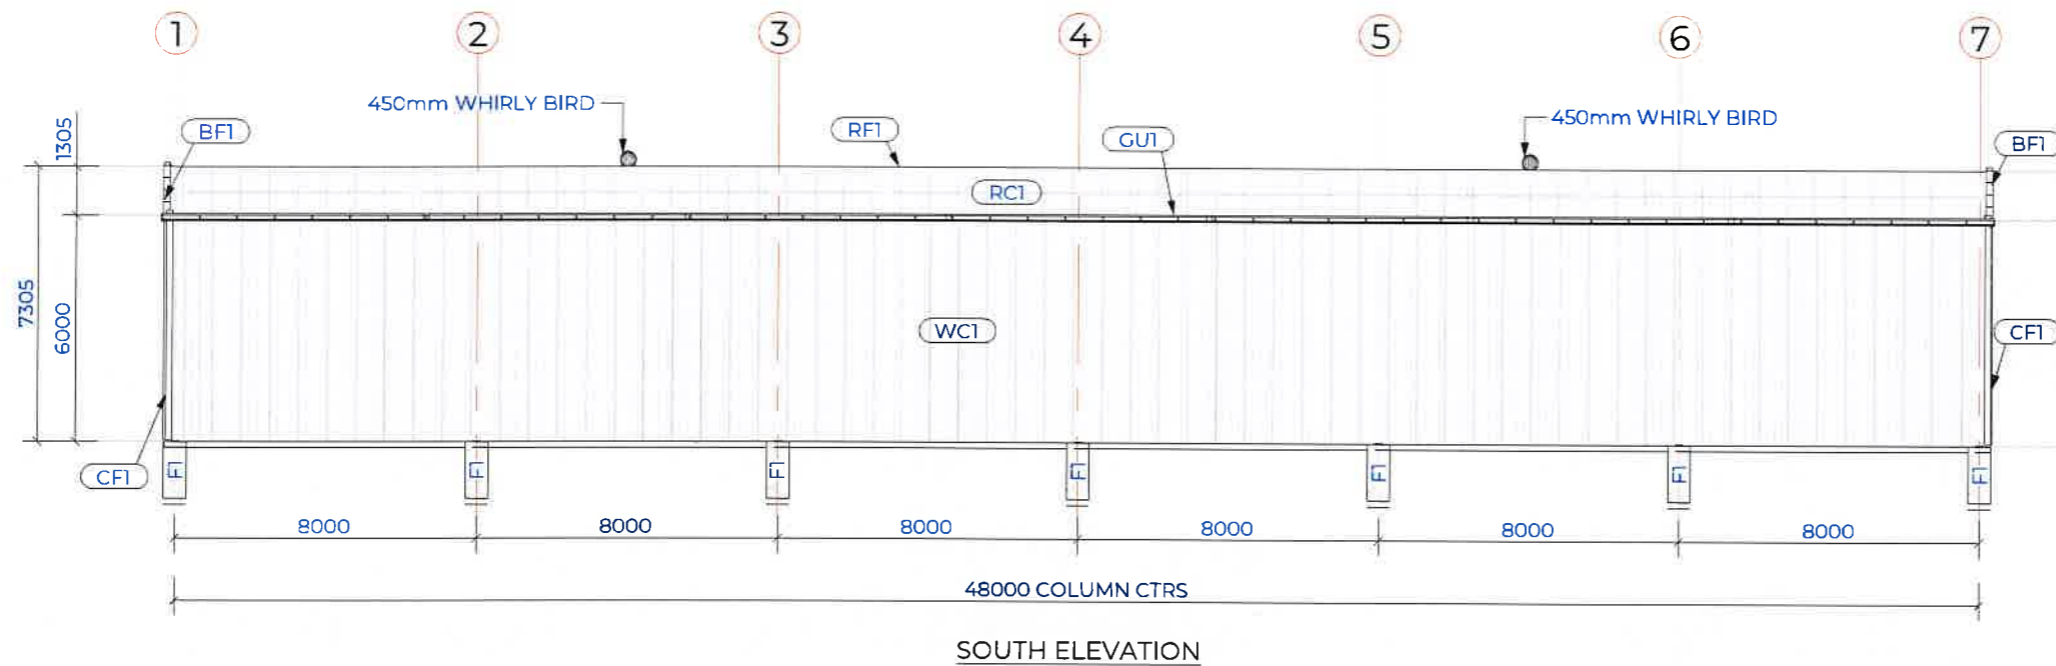 1 2 3 4 5 6 7
450mm WHIRLY BIRD
450mm WHIRLY BIRD
BF1
RF1
GU1
BF1
1305
RC1
7305
6000
WC1
CF1
CF1
F1 F1 F1 F1 F1 F1 F1
8000 8000 8000 8000 8000 8000
48000 COLUMN CTRS
SOUTH ELEVATION